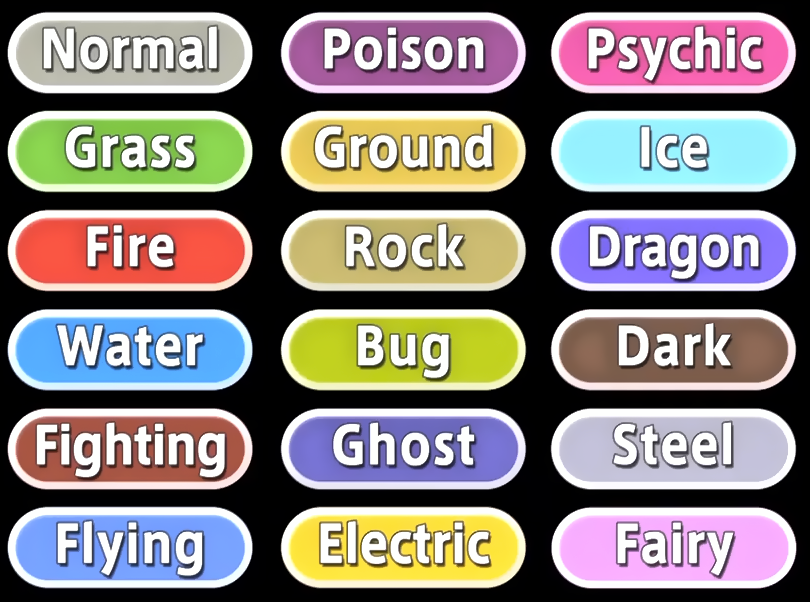 Normal
Poison
Psychic
Grass
Ground
Ice
Fire
Rock
Dragon
Water
Bug
Dark
Fighting
Ghost
Steel
Flying
Electric
Fairy